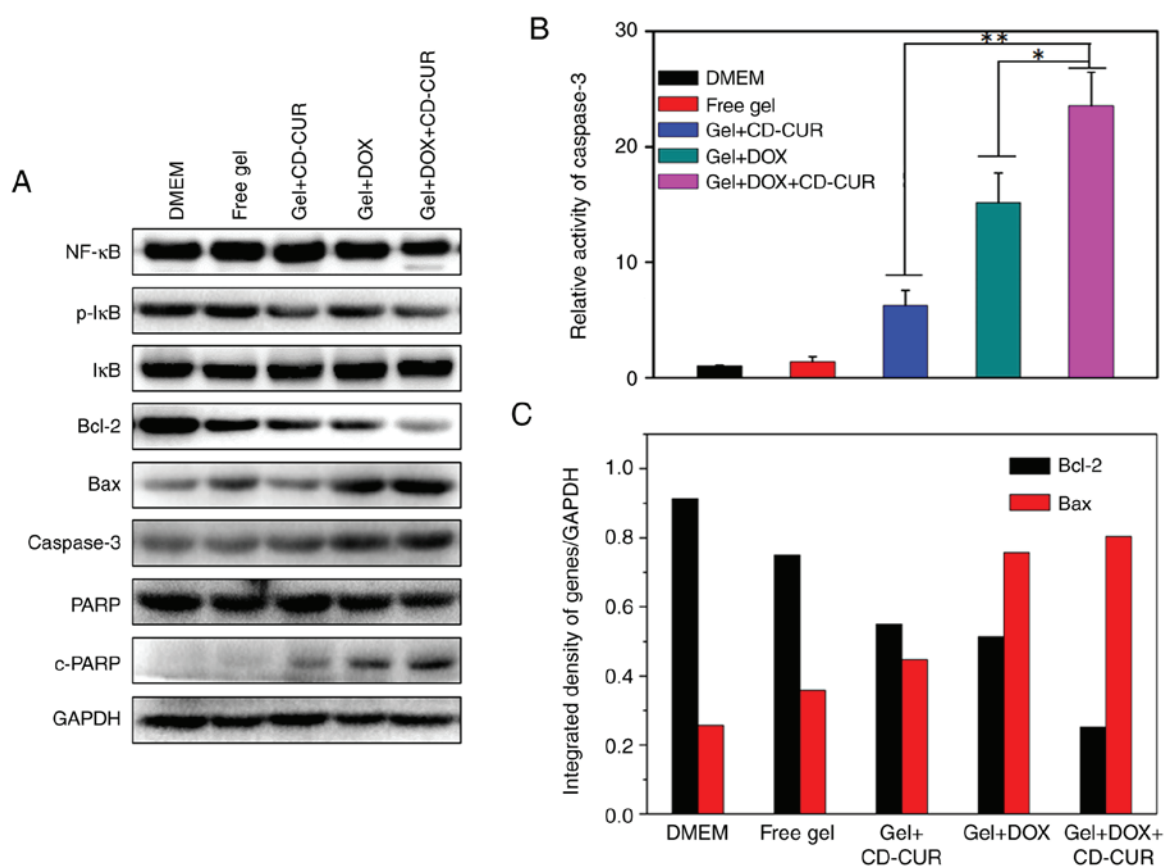 A
DMEM
Free gel
Gel+CD-CUR
Gel+DOX
Gel+DOX+CD-CUR
NF-κB
p-IκB
IκB
Bcl-2
Bax
Caspase-3
PARP
c-PARP
GAPDH
B
Relative activity of caspase-3
30
20
10
0
DMEM
Free gel
Gel+CD-CUR
Gel+DOX
Gel+DOX+CD-CUR
**
*
C
Integrated density of genes/GAPDH
1.0
0.8
0.6
0.4
0.2
0.0
Bcl-2
Bax
DMEM
Free gel
Gel+
CD-CUR
Gel+DOX
Gel+DOX+
CD-CUR